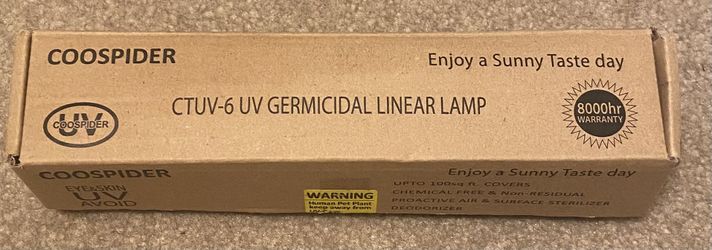 COOSPIDER
Enjoy a Sunny Taste day
CTUV-6 UV GERMICIDAL LINEAR LAMP
UV
COOSPIDER
8000hr
WARRANTY
COOSPIDER
Enjoy a Sunny Taste day
EYE&SKIN
UV
AVOID
WARNING
Human Pet Plant
keep away from
UPTO 100sq ft. COVERS
CHEMICAL FREE & Non-RESIDUAL
PROACTIVE AIR & SURFACE STERILIZER
DEODORIZER